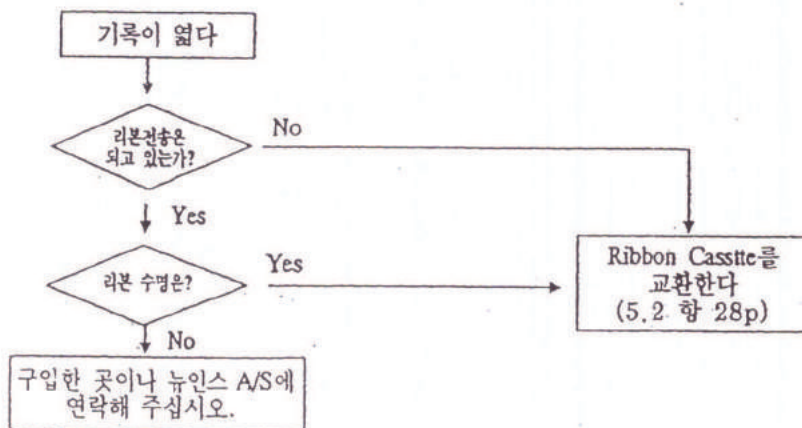 기록이 엷다
리본전송은
되고 있는가?
No
Yes
리본 수명은?
Yes
Ribbon Casstte를
교환한다
(5.2 항 28p)
No
구입한 곳이나 뉴인스 A/S에
연락해 주십시오.